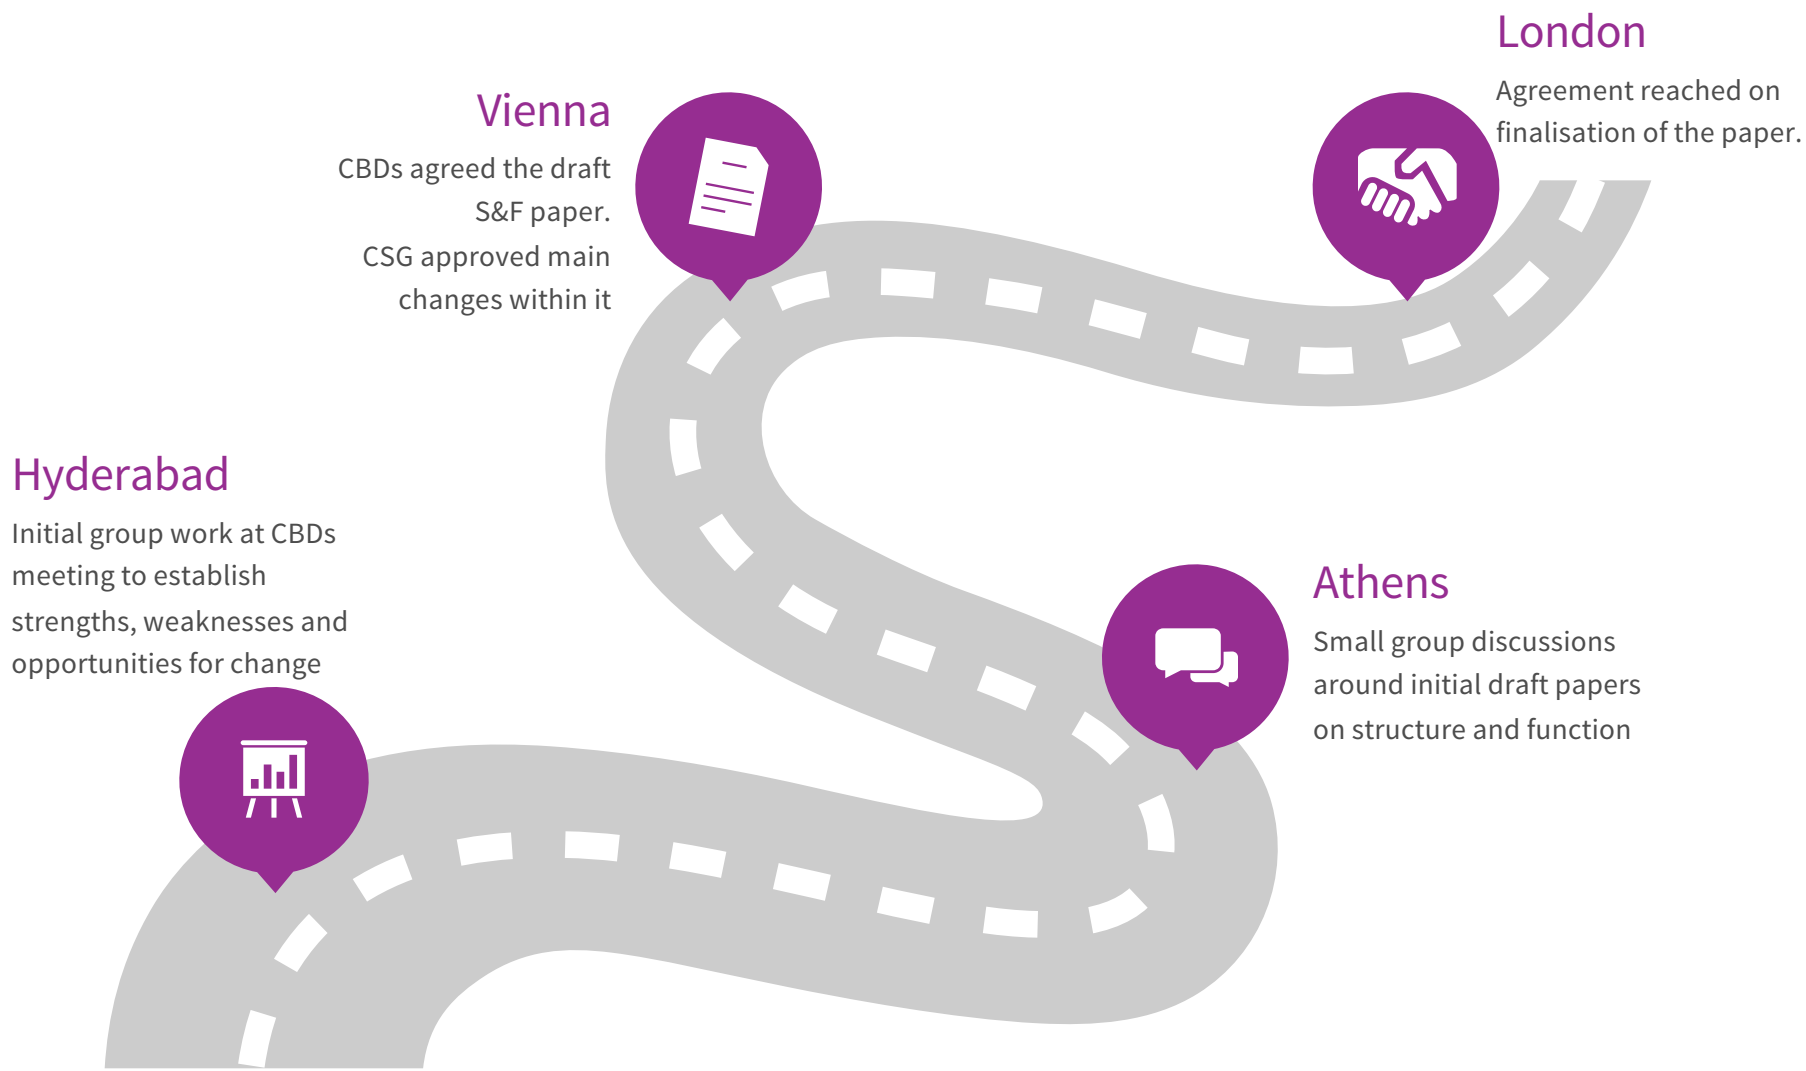 London
Agreement reached on
finalisation of the paper.
Vienna
CBDs agreed the draft
S&F paper.
CSG approved main
changes within it
Hyderabad
Initial group work at CBDs
meeting to establish
strengths, weaknesses and
opportunities for change
Athens
Small group discussions
around initial draft papers
on structure and function